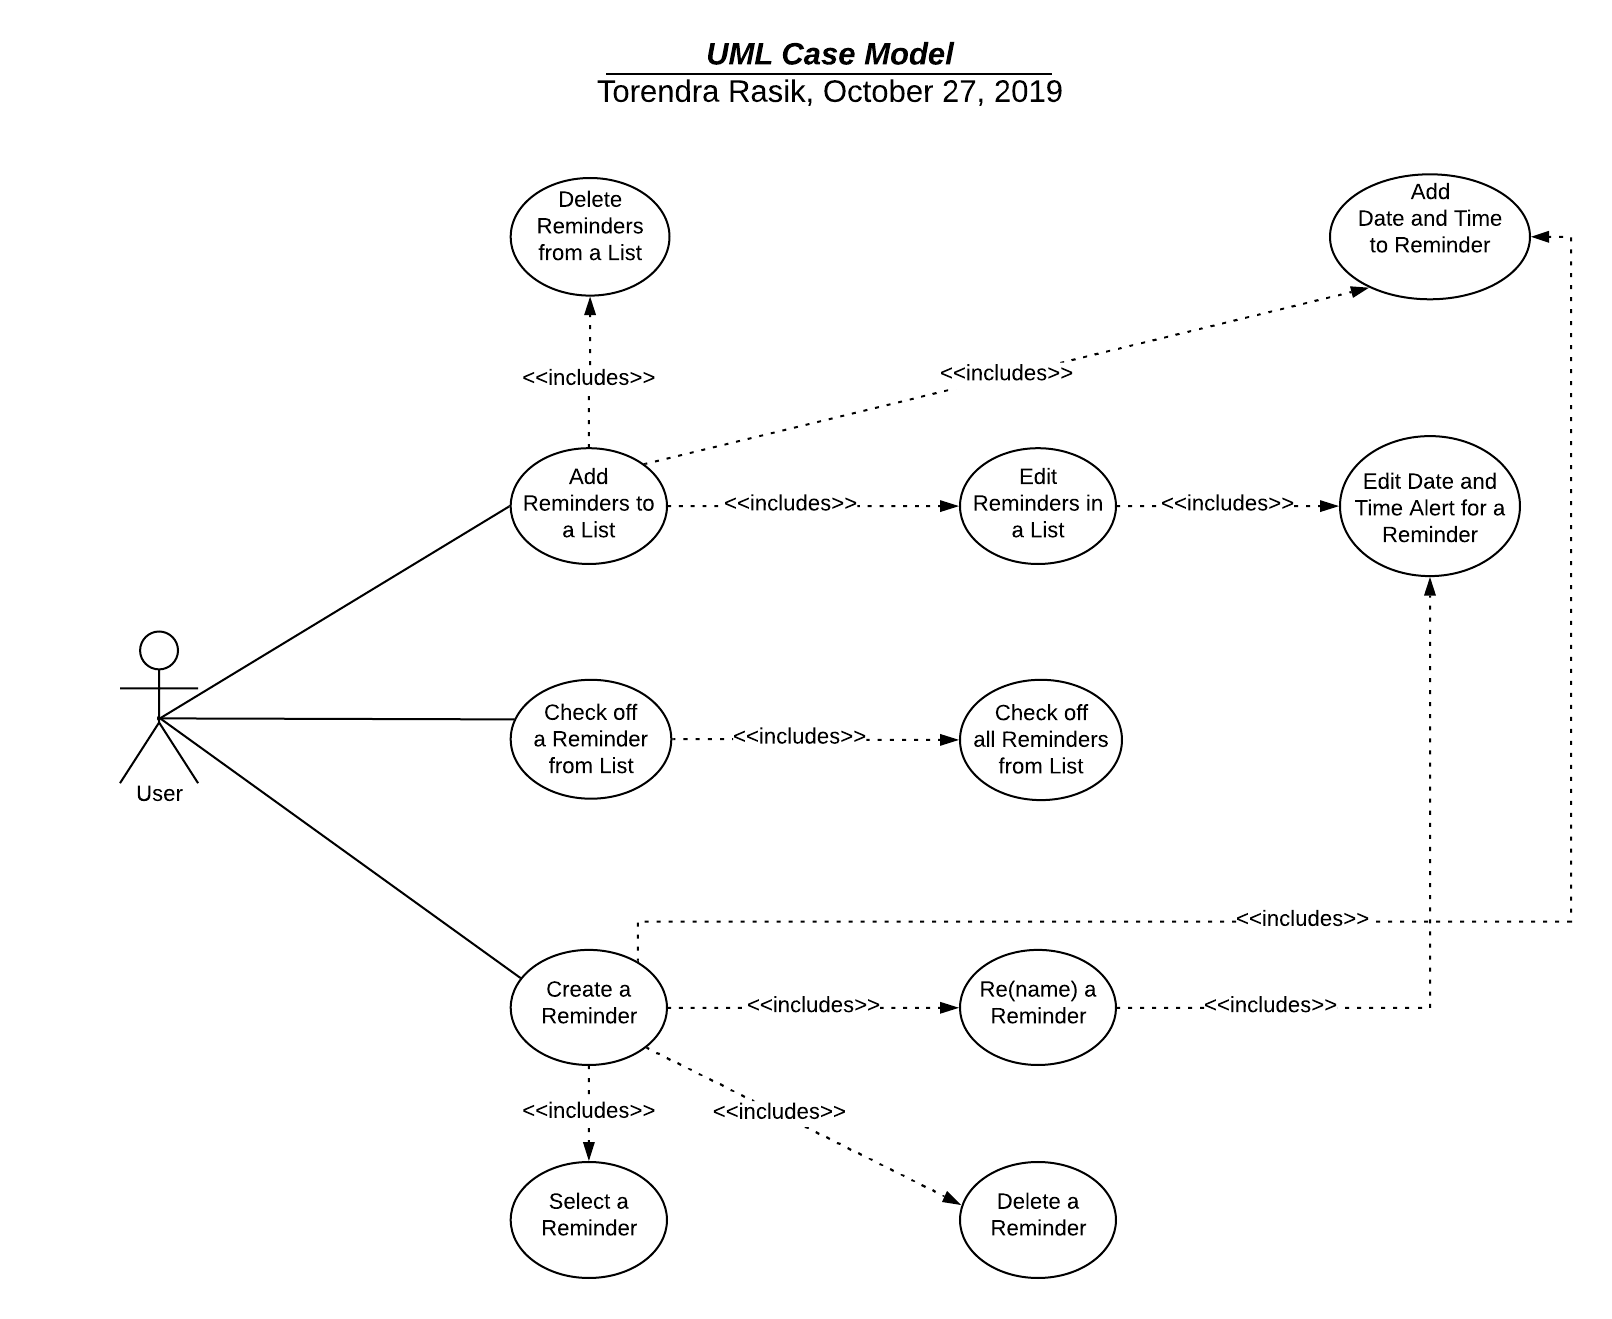 UML Case Model
Torendra Rasik, October 27, 2019
Delete
Reminders
from a List
Add
Date and Time
to Reminder
<<includes>>
<<includes>>
Add
Reminders to
a List
<<includes>>
Edit
Reminders in
a List
<<includes>>
Edit Date and
Time Alert for a
Reminder
User
Check off
a Reminder
from List
<<includes>>
Check off
all Reminders
from List
<<includes>>
Create a
Reminder
<<includes>>
Re(name) a
Reminder
<<includes>>
<<includes>>
<<includes>>
Select a
Reminder
Delete a
Reminder